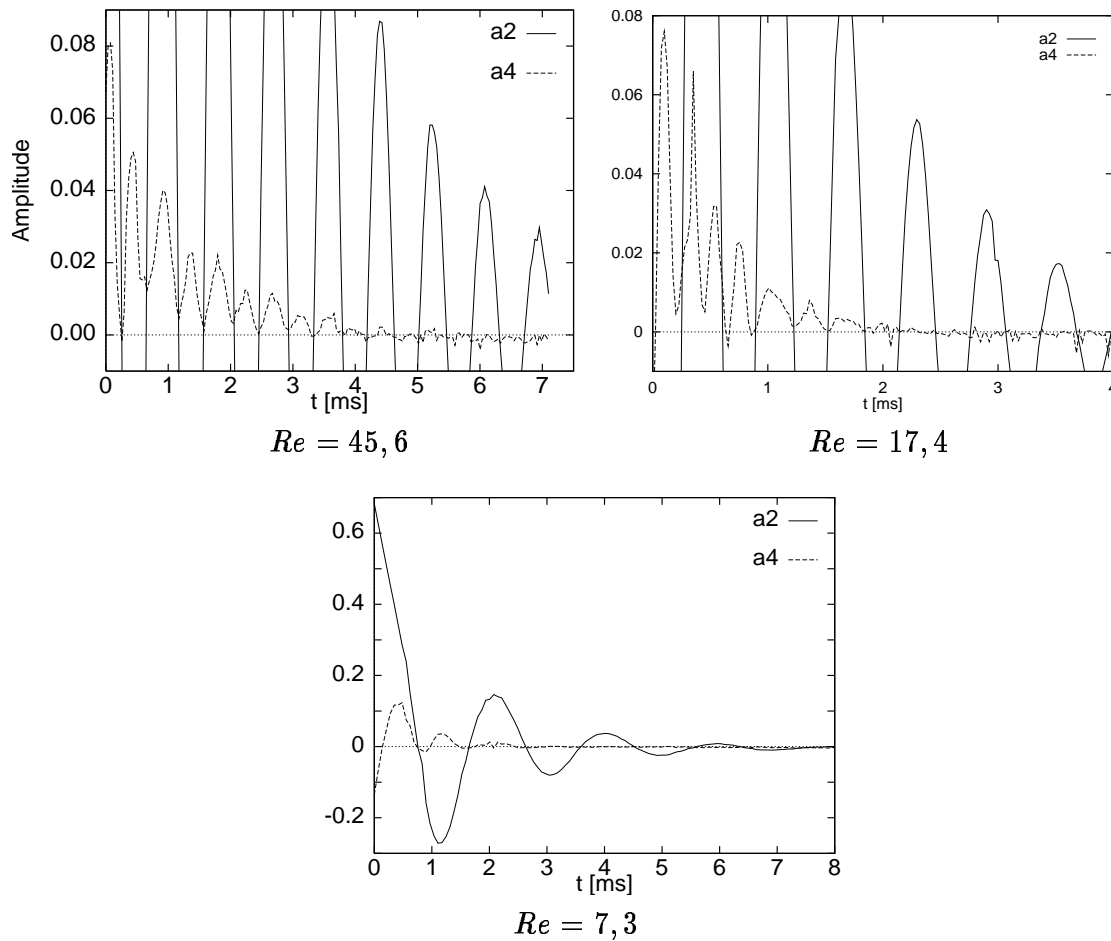 0.08
0.06
0.04
0.02
0.00
Amplitude
a2
a4
0 1 2 3 4 5 6 7
t [ms]
Re = 45,6
0.08
0.06
0.04
0.02
0
a2
a4
0 1 2 3 4
t [ms]
Re = 17,4
0.6
0.4
0.2
0
-0.2
a2
a4
0 1 2 3 4 5 6 7 8
t [ms]
Re = 7,3